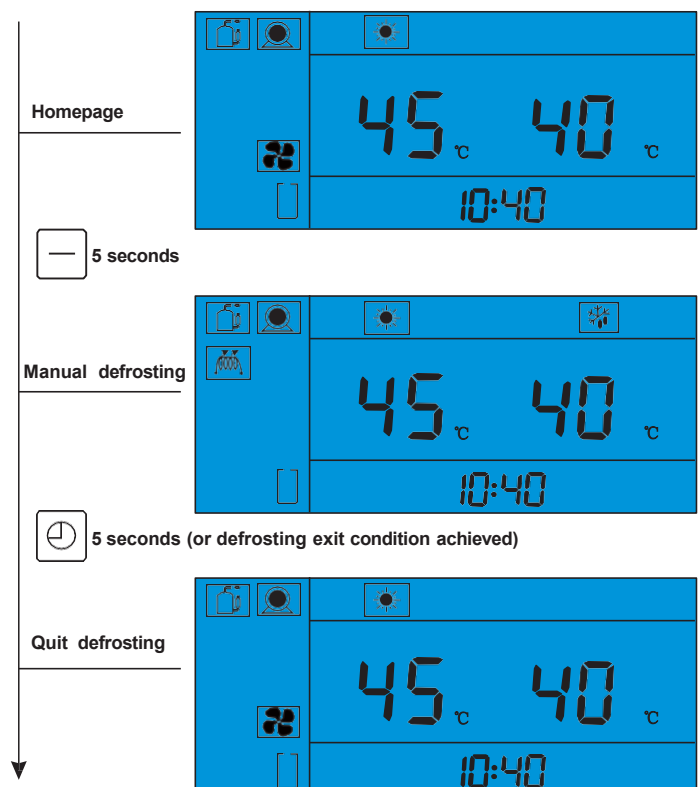 Homepage
45 ℃ 40 ℃
10:40
5 seconds
Manual defrosting
45 ℃ 40 ℃
10:40
5 seconds (or defrosting exit condition achieved)
Quit defrosting
45 ℃ 40 ℃
10:40